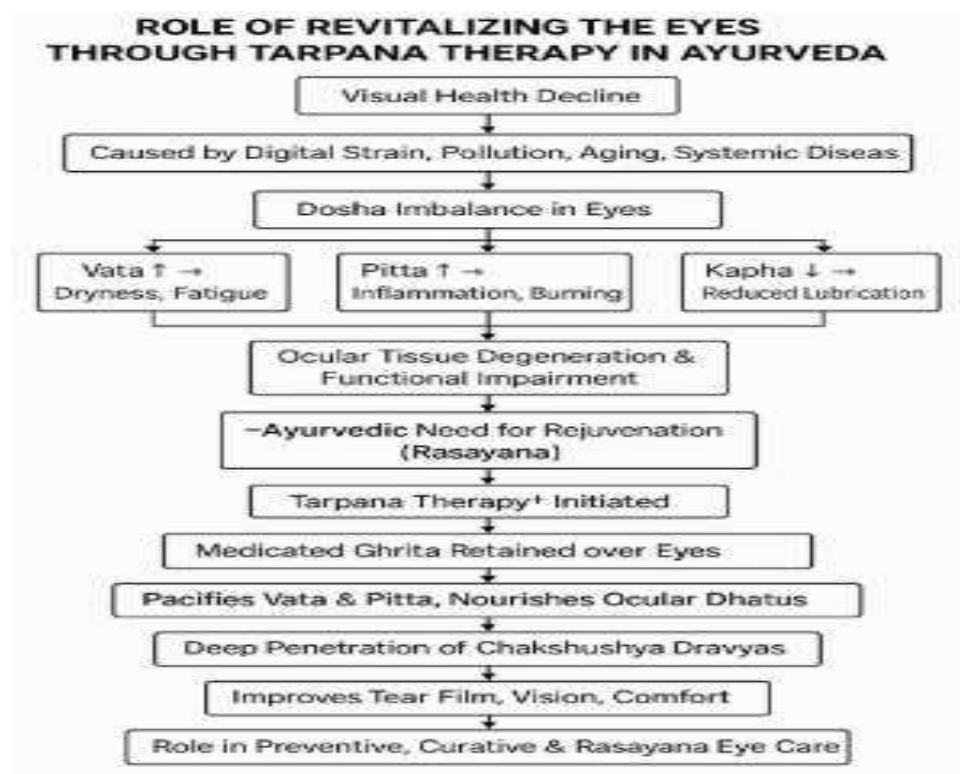 ROLE OF REVITALIZING THE EYES
THROUGH TARPANA THERAPY IN AYURVEDA
Visual Health Decline
Caused by Digital Strain, Pollution, Aging, Systemic Diseas
Dosha Imbalance in Eyes
Vata ↑ →
Dryness, Fatigue
Pitta ↑ →
Inflammation, Burning
Kapha ↓ →
Reduced Lubrication
Ocular Tissue Degeneration &
Functional Impairment
–Ayurvedic Need for Rejuvenation
(Rasayana)
Tarpana Therapy† Initiated
Medicated Ghrita Retained over Eyes
Pacifies Vata & Pitta, Nourishes Ocular Dhatus
Deep Penetration of Chakshushya Dravyas
Improves Tear Film, Vision, Comfort
Role in Preventive, Curative & Rasayana Eye Care